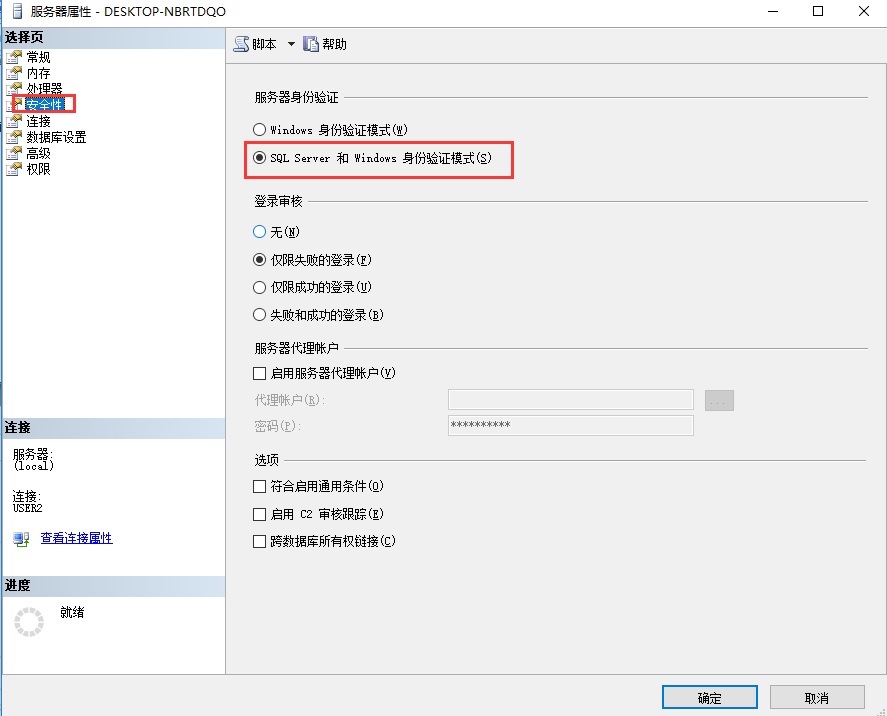 服务器属性 - DESKTOP-NBRTDQO
选择页
常规
内存
处理器
安全性
连接
数据库设置
高级
权限
脚本
帮助
服务器身份验证
Windows 身份验证模式(W)
SQL Server 和 Windows 身份验证模式(S)
登录审核
无(N)
仅限失败的登录(F)
仅限成功的登录(U)
失败和成功的登录(B)
服务器代理帐户
启用服务器代理帐户(V)
代理帐户(R):
...
密码(P):
**********
选项
符合启用通用条件(O)
启用 C2 审核跟踪(E)
跨数据库所有权链接(C)
连接
服务器:
(local)
连接:
USER2
查看连接属性
进度
就绪
确定
取消